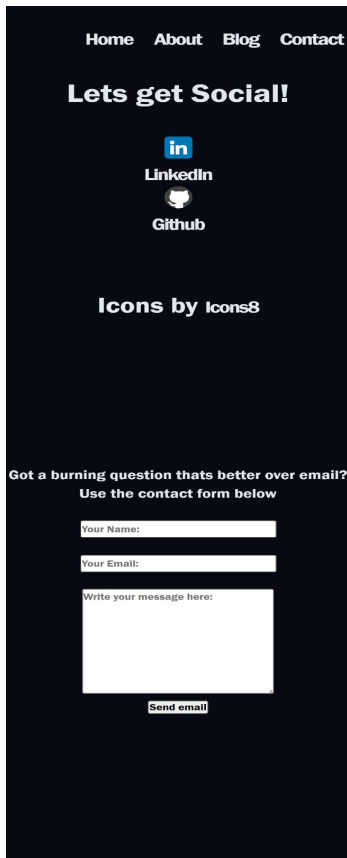 Home About Blog Contact
Lets get Social!
in
LinkedIn
Github
Icons by Icons8
Got a burning question thats better over email?
Use the contact form below
Your Name:
Your Email:
Write your message here:
Send email